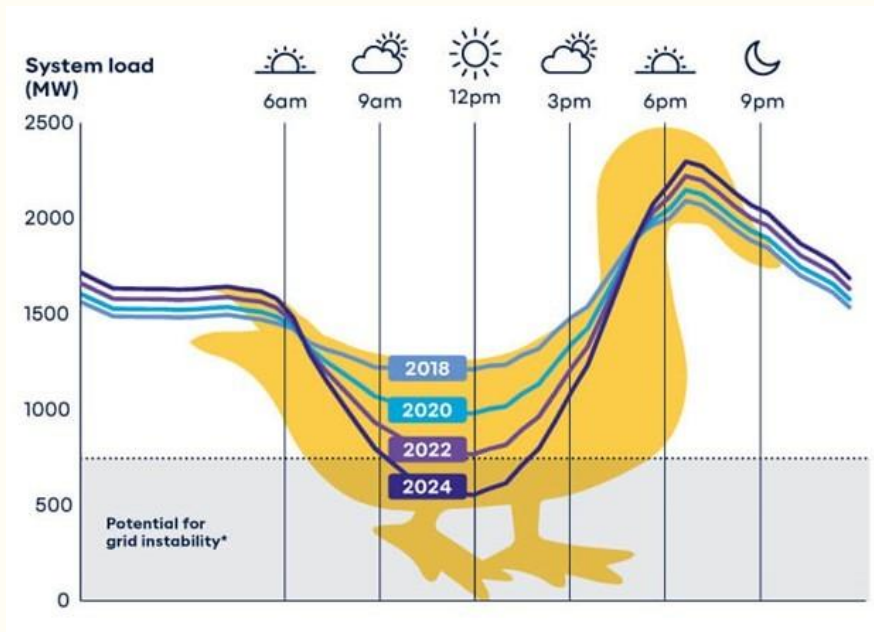 System load
(MW)
6am
9am
12pm
3pm
6pm
9pm
2500
2000
1500
1000
500
0
2018
2020
2022
2024
Potential for
grid instability*